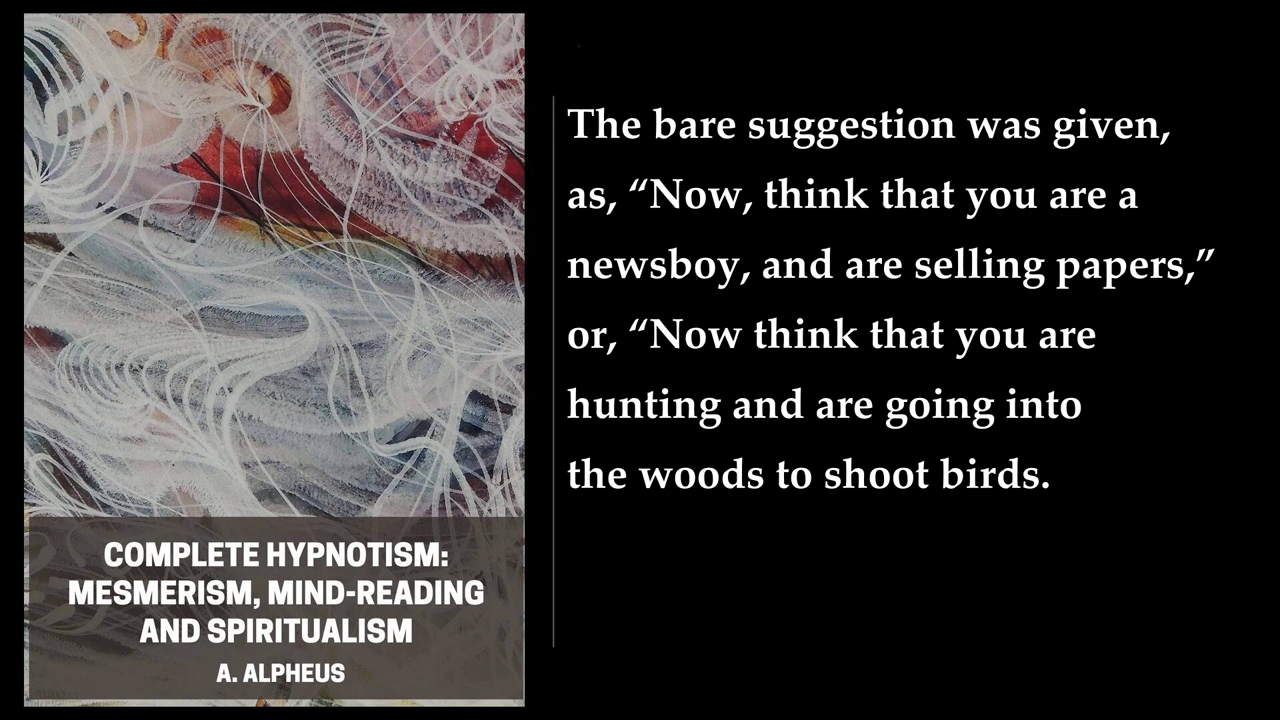 The bare suggestion was given,
as, “Now, think that you are a
newsboy, and are selling papers,”
or, “Now think that you are
hunting and are going into
the woods to shoot birds.
COMPLETE HYPNOTISM:
MESMERISM, MIND-READING
AND SPIRITUALISM
A. ALPHEUS